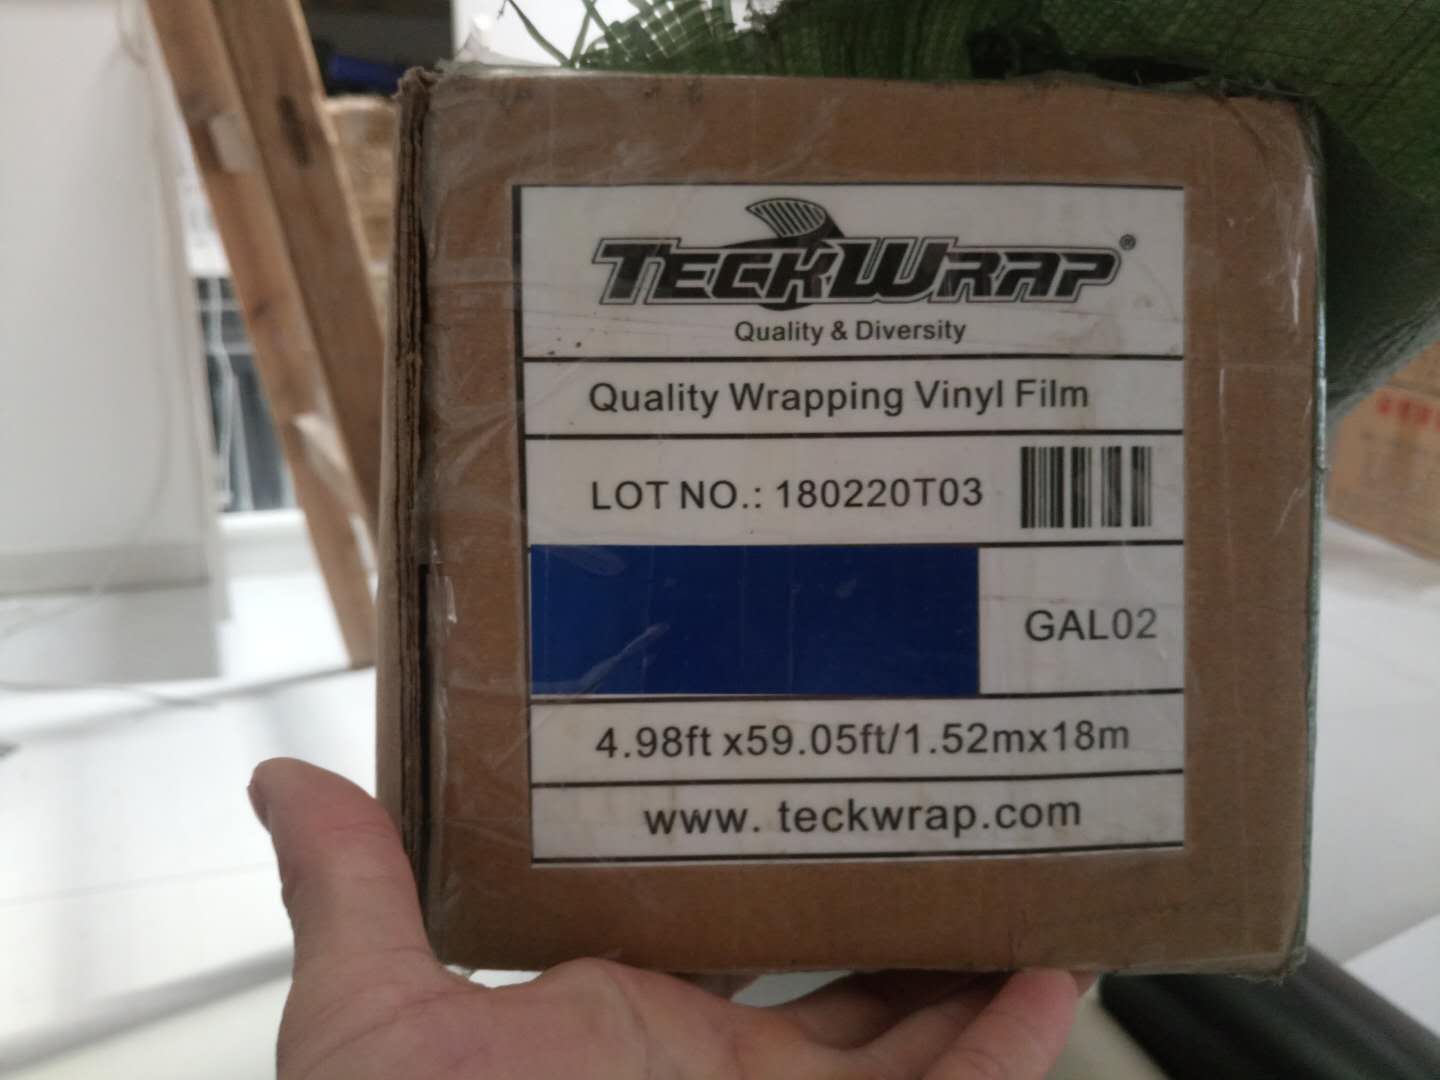 TECKWRAP®
Quality & Diversity
Quality Wrapping Vinyl Film
LOT NO.: 180220T03
GAL02
4.98ft x59.05ft/1.52mx18m
www. teckwrap.com